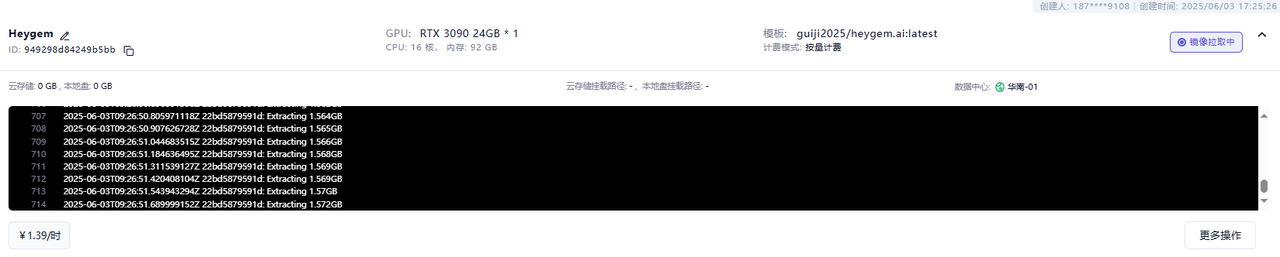 创建人: 187****9108 | 创建时间: 2025/06/03 17:25:26
Heygem
ID: 949298d84249b5bb
GPU: RTX 3090 24GB * 1
CPU: 16 核， 内存: 92 GB
模板: guiji2025/heygem.ai:latest
计费模式: 按量计费
镜像拉取中
云存储: 0 GB , 本地盘: 0 GB
云存储挂载路径: - , 本地盘挂载路径: -
数据中心: 华南-01
707 2025-06-03T09:26:50.805971118Z 22bd5879591d: Extracting 1.564GB
708 2025-06-03T09:26:50.907626728Z 22bd5879591d: Extracting 1.565GB
709 2025-06-03T09:26:51.044683515Z 22bd5879591d: Extracting 1.566GB
710 2025-06-03T09:26:51.184636495Z 22bd5879591d: Extracting 1.568GB
711 2025-06-03T09:26:51.311539127Z 22bd5879591d: Extracting 1.569GB
712 2025-06-03T09:26:51.420408104Z 22bd5879591d: Extracting 1.569GB
713 2025-06-03T09:26:51.543943294Z 22bd5879591d: Extracting 1.57GB
714 2025-06-03T09:26:51.689999152Z 22bd5879591d: Extracting 1.572GB
￥1.39/时
更多操作